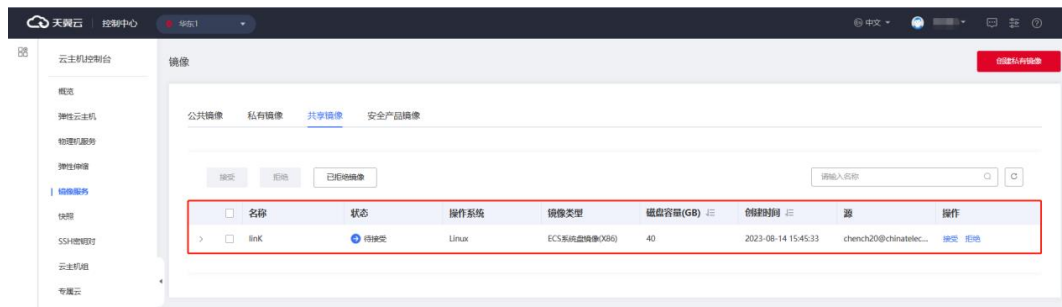 天翼云 控制中心 华东1 中文
云主机控制台
概览
弹性云主机
物理机服务
弹性伸缩
镜像服务
快照
SSH密钥对
云主机组
专属云
镜像 创建私有镜像
公共镜像 私有镜像 共享镜像 安全产品镜像
接受 拒绝 已拒绝镜像 请输入名称
名称 状态 操作系统 镜像类型 磁盘容量(GB) 创建时间 源 操作
linK 待接受 Linux ECS系统盘镜像(X86) 40 2023-08-14 15:45:33 chench20@chinatelec... 接受 拒绝